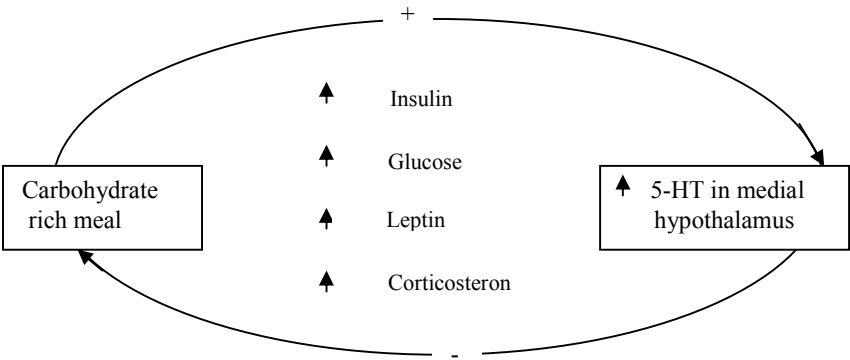 +
Insulin
Glucose
Leptin
Corticosteron
Carbohydrate
rich meal
5-HT in medial
hypothalamus
-